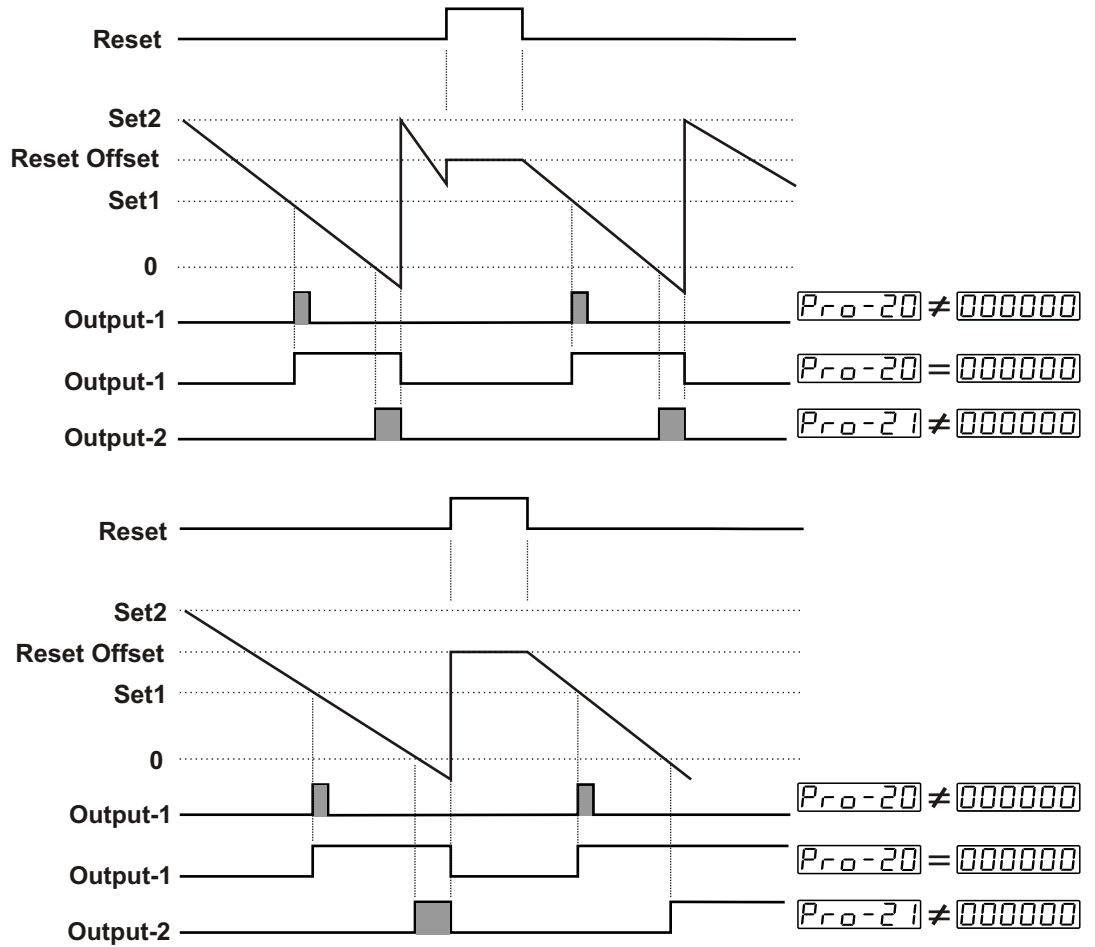 Reset
Set2
Reset Offset
Set1
0
Output-1 Pro-20 ≠ 000000
Output-1 Pro-20 = 000000
Output-2 Pro-21 ≠ 000000
Reset
Set2
Reset Offset
Set1
0
Output-1 Pro-20 ≠ 000000
Output-1 Pro-20 = 000000
Output-2 Pro-21 ≠ 000000